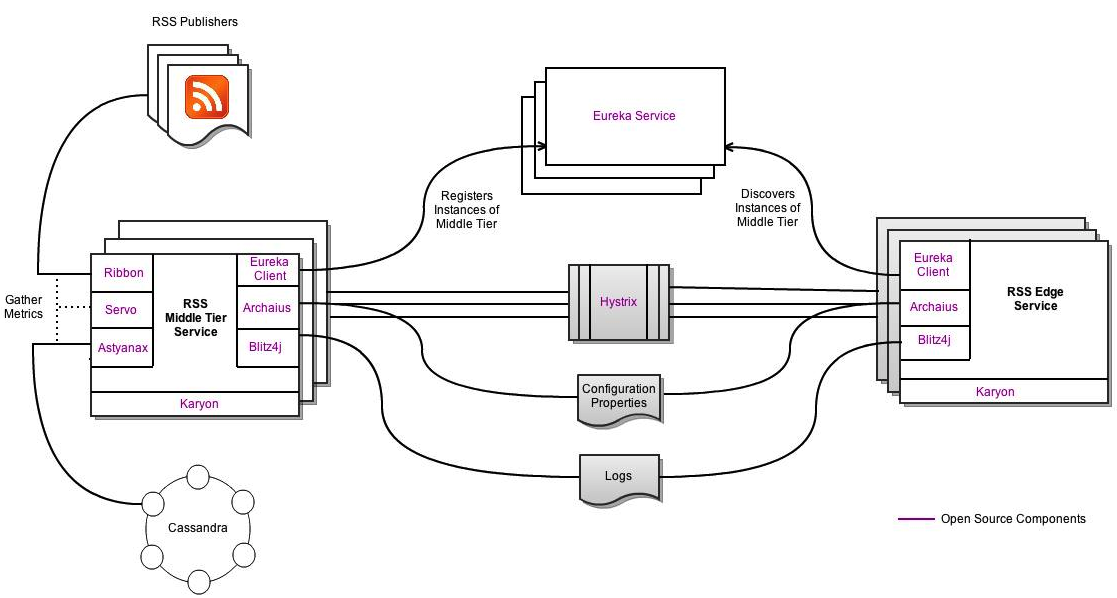 RSS Publishers
Eureka Service
Registers
Instances of
Middle Tier
Discovers
Instances of
Middle Tier
Gather
Metrics
Ribbon
Servo
Astyanax
RSS
Middle Tier
Service
Eureka
Client
Archaius
Blitz4j
Karyon
Hystrix
Configuration
Properties
Logs
Eureka
Client
Archaius
Blitz4j
RSS Edge
Service
Karyon
Cassandra
Open Source Components